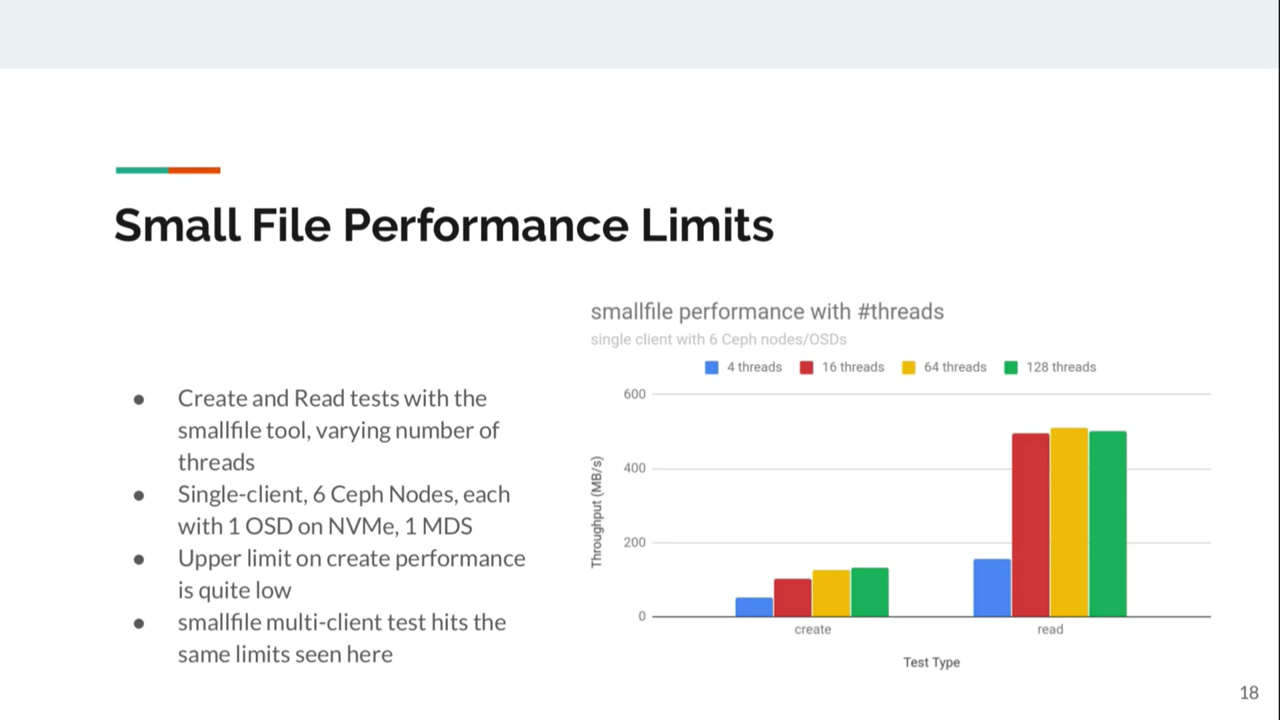 Small File Performance Limits
● Create and Read tests with the
smallfile tool, varying number of
threads
● Single-client, 6 Ceph Nodes, each
with 1 OSD on NVMe, 1 MDS
● Upper limit on create performance
is quite low
● smallfile multi-client test hits the
same limits seen here
smallfile performance with #threads
single client with 6 Ceph nodes/OSDs
4 threads 16 threads 64 threads 128 threads
Throughput (MB/s)
600
400
200
0
create read
Test Type
18